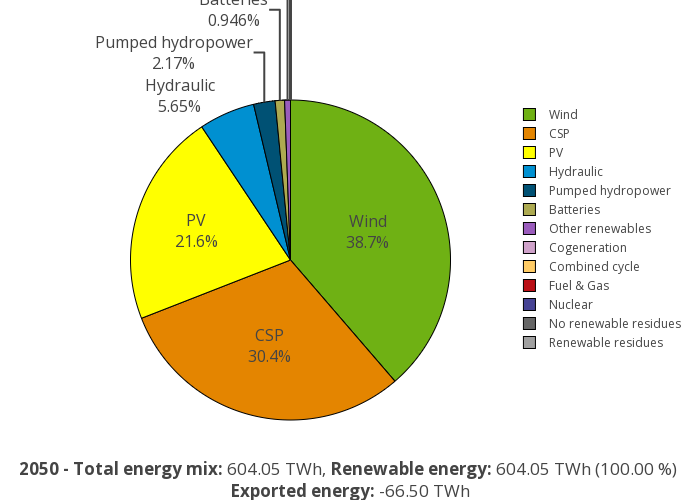 Batteries
0.946%
Pumped hydropower
2.17%
Hydraulic
5.65%
PV
21.6%
Wind
38.7%
CSP
30.4%
Wind
CSP
PV
Hydraulic
Pumped hydropower
Batteries
Other renewables
Cogeneration
Combined cycle
Fuel & Gas
Nuclear
No renewable residues
Renewable residues
2050 - Total energy mix: 604.05 TWh, Renewable energy: 604.05 TWh (100.00 %)
Exported energy: -66.50 TWh